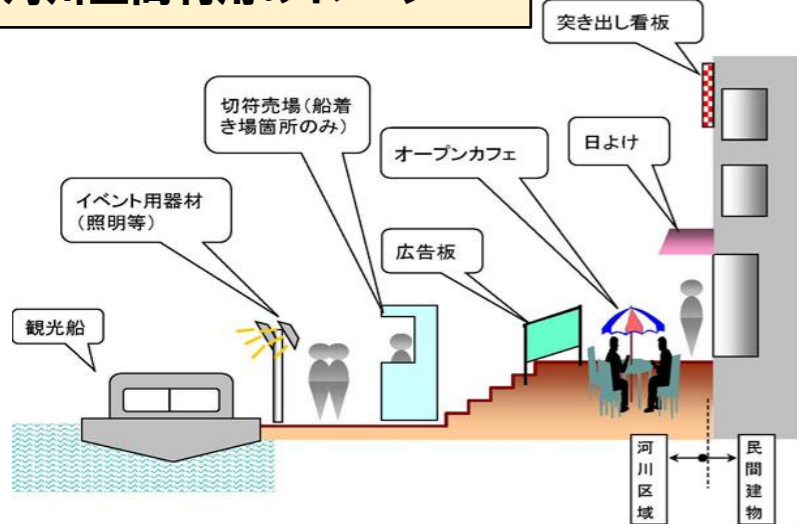 突き出し看板
切符売場(船着
き場箇所のみ)
オープンカフェ
日よけ
イベント用器材
(照明等)
広告板
観光船
河川区域
民間建物